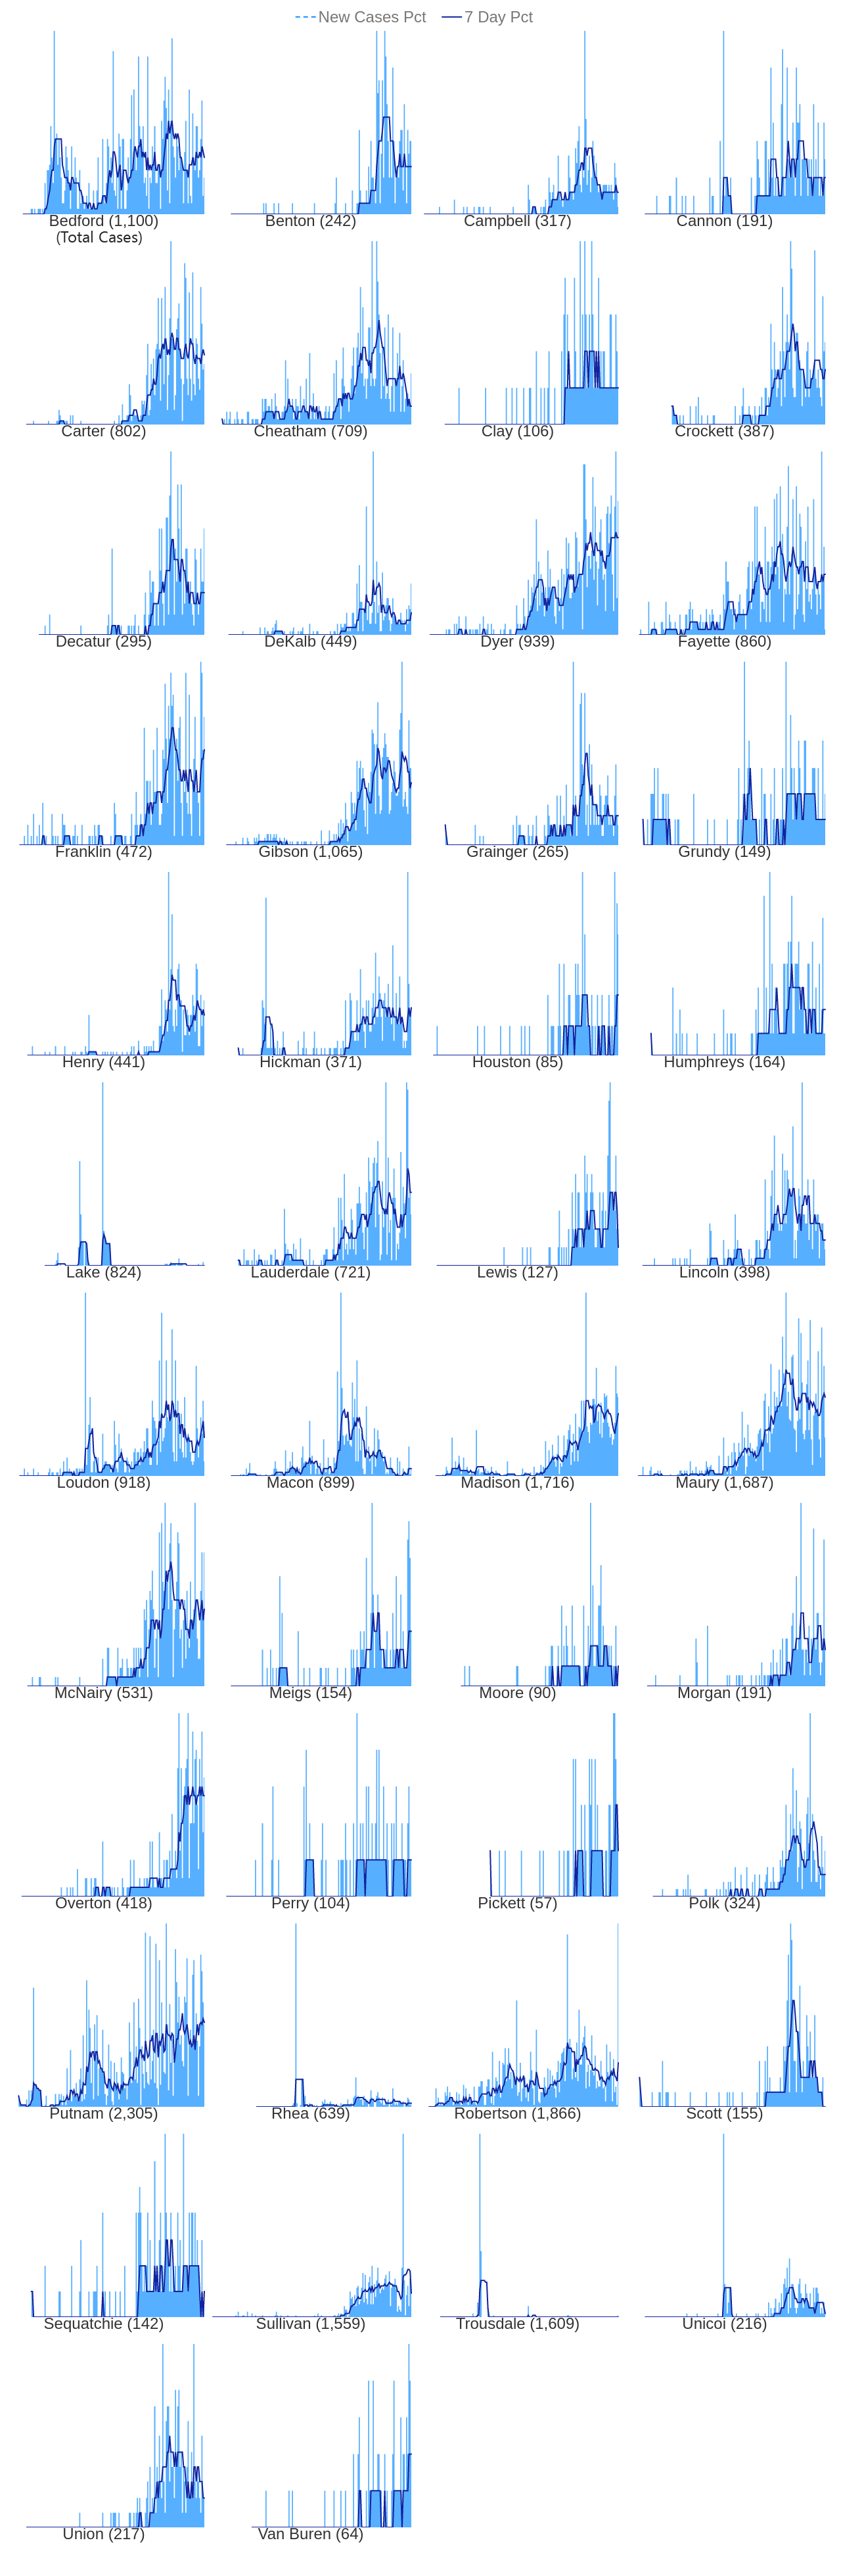 New Cases Pct 7 Day Pct
Bedford (1,100) Benton (242) Campbell (317) Cannon (191)
(Total Cases)
Carter (802) Cheatham (709) Clay (106) Crockett (387)
Decatur (295) DeKalb (449) Dyer (939) Fayette (860)
Franklin (472) Gibson (1,065) Grainger (265) Grundy (149)
Henry (441) Hickman (371) Houston (85) Humphreys (164)
Lake (824) Lauderdale (721) Lewis (127) Lincoln (398)
Loudon (918) Macon (899) Madison (1,716) Maury (1,687)
McNairy (531) Meigs (154) Moore (90) Morgan (191)
Overton (418) Perry (104) Pickett (57) Polk (324)
Putnam (2,305) Rhea (639) Robertson (1,866) Scott (155)
Sequatchie (142) Sullivan (1,559) Trousdale (1,609) Unicoi (216)
Union (217) Van Buren (64)